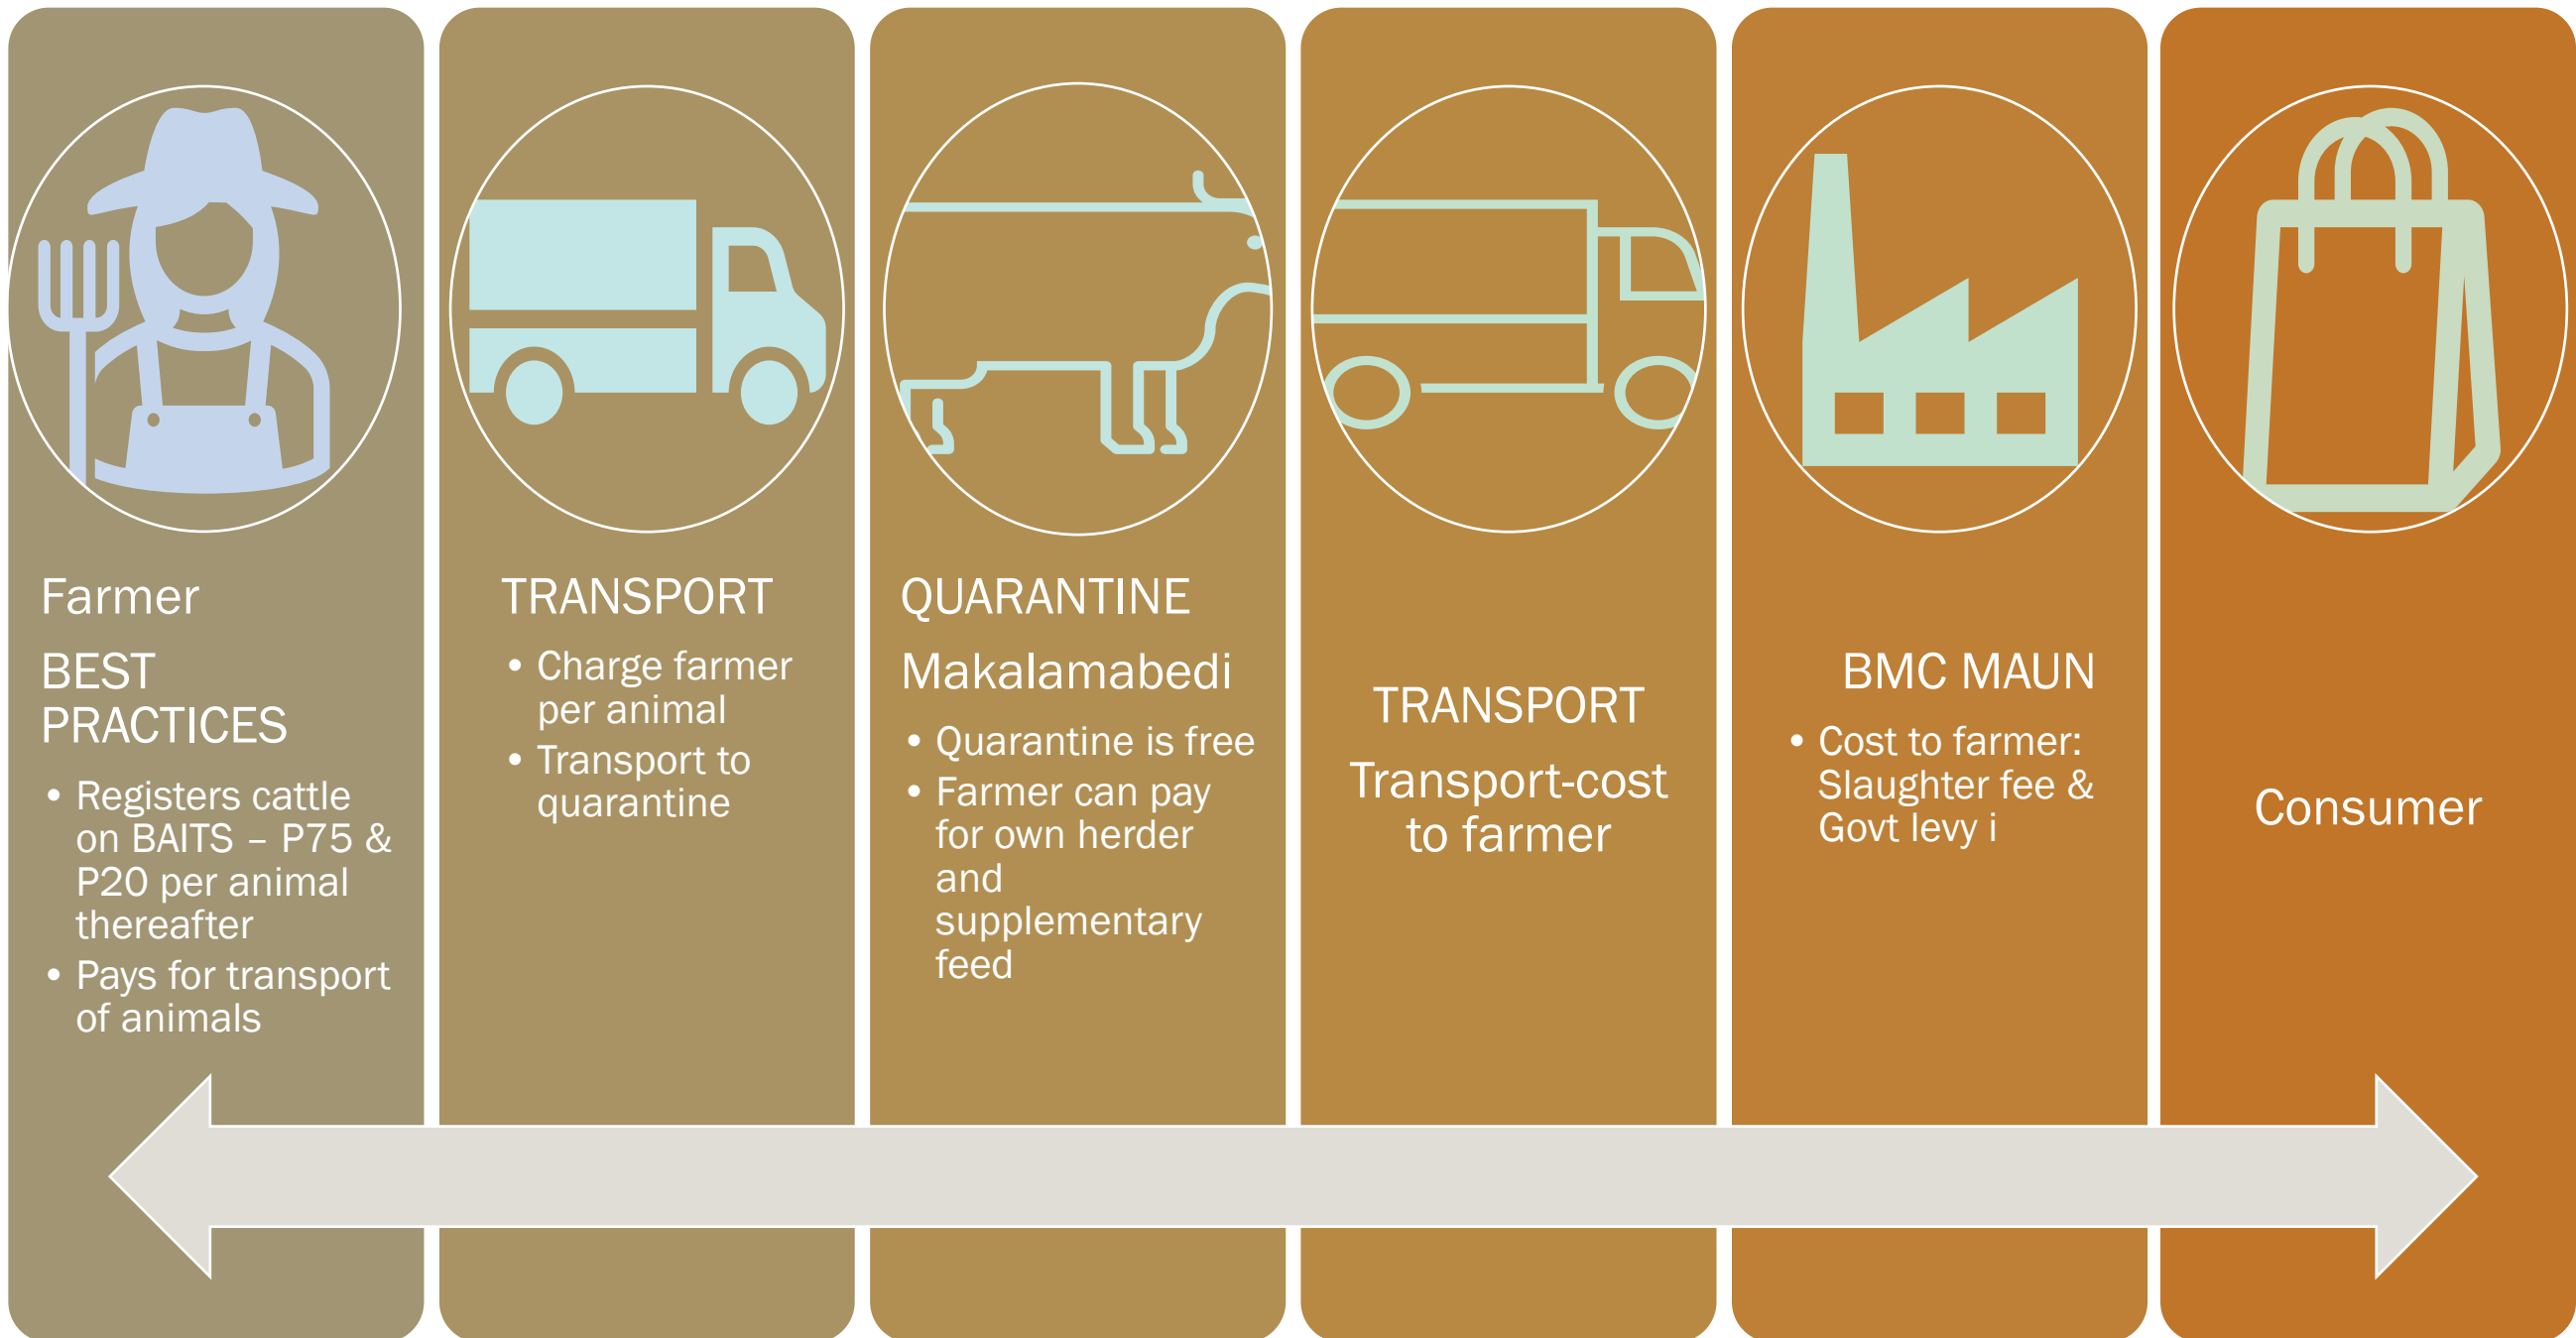 Farmer
BEST
PRACTICES
• Registers cattle
on BAITS – P75 &
P20 per animal
thereafter
• Pays for transport
of animals
TRANSPORT
• Charge farmer
per animal
• Transport to
quarantine
QUARANTINE
Makalamabedi
• Quarantine is free
• Farmer can pay
for own herder
and
supplementary
feed
TRANSPORT
Transport-cost
to farmer
BMC MAUN
• Cost to farmer:
Slaughter fee &
Govt levy i
Consumer